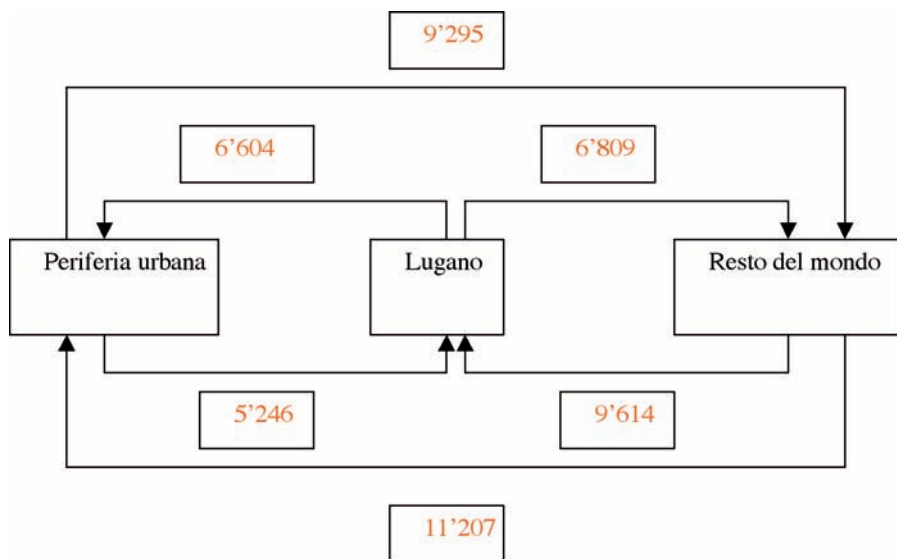 9’295
6’604
6’809
Periferia urbana
Lugano
Resto del mondo
5’246
9’614
11’207